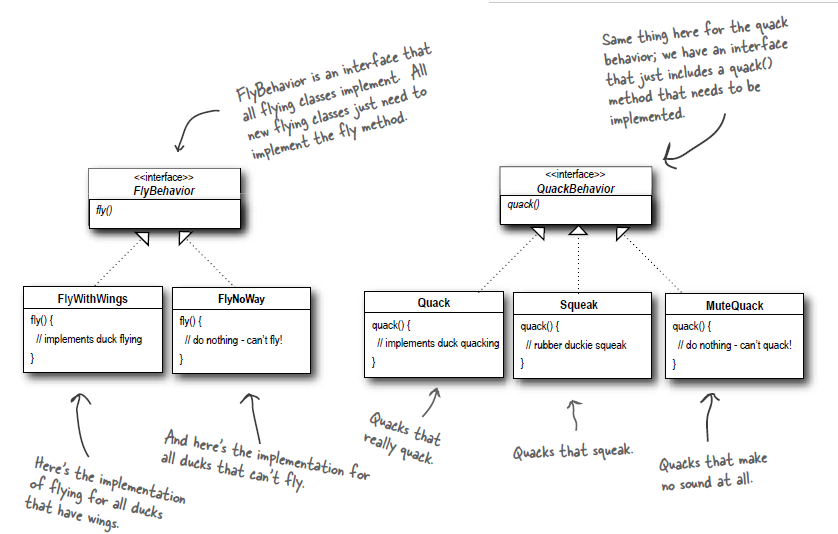 FlyBehavior is an interface that
all flying classes implement. All
new flying classes just need to
implement the fly method.
Same thing here for the quack
behavior; we have an interface
that just includes a quack()
method that needs to be
implemented.
<<interface>>
FlyBehavior
fly()
<<interface>>
QuackBehavior
quack()
FlyWithWings
fly() {
// implements duck flying
}
FlyNoWay
fly() {
// do nothing - can't fly!
}
Quack
quack() {
// implements duck quacking
}
Squeak
quack() {
// rubber duckie squeak
}
MuteQuack
quack() {
// do nothing - can't quack!
}
Here's the implementation
of flying for all ducks
that have wings.
And here's the implementation for
all ducks that can't fly.
Quacks that
really quack.
Quacks that squeak.
Quacks that make
no sound at all.